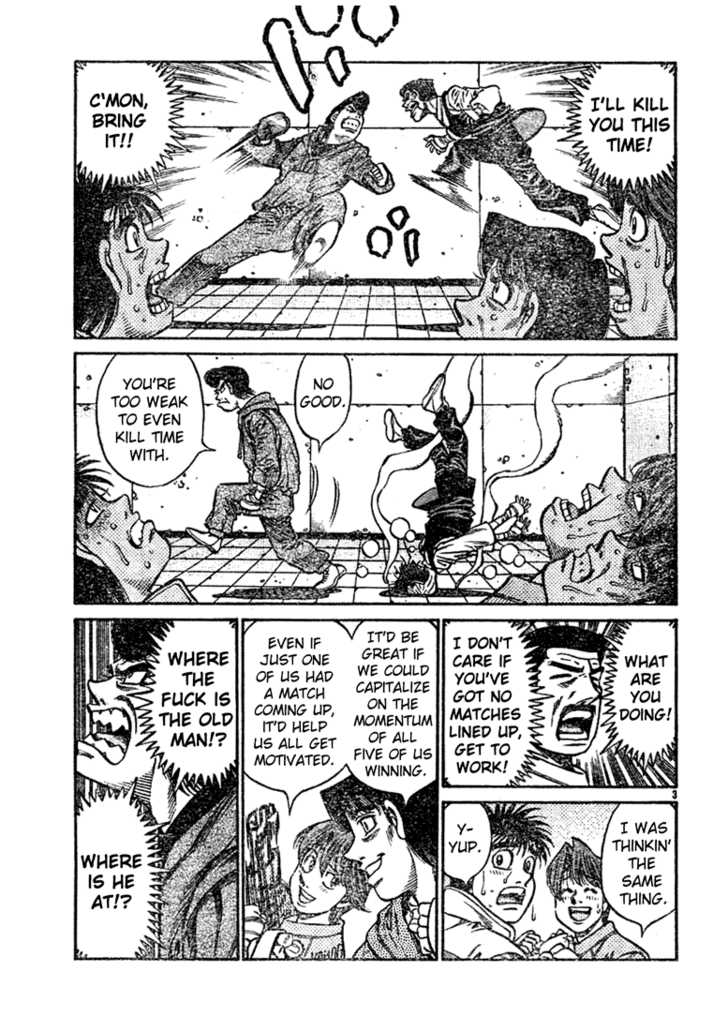 I'LL KILL
YOU THIS
TIME!
C'MON,
BRING
IT!!
NO
GOOD.
YOU'RE
TOO WEAK
TO EVEN
KILL TIME
WITH.
WHAT
ARE
YOU
DOING!
I DON'T
CARE IF
YOU'VE
GOT NO
MATCHES
LINED UP,
GET TO
WORK!
3
I WAS
THINKIN'
THE
SAME
THING.
Y-
YUP.
IT'D BE
GREAT IF
WE COULD
CAPITALIZE
ON THE
MOMENTUM
OF ALL
FIVE OF US
WINNING.
EVEN IF
JUST ONE
OF US HAD
A MATCH
COMING UP,
IT'D HELP
US ALL GET
MOTIVATED.
WHERE
THE
FUCK IS
THE OLD
MAN!?
WHERE
IS HE
AT!?